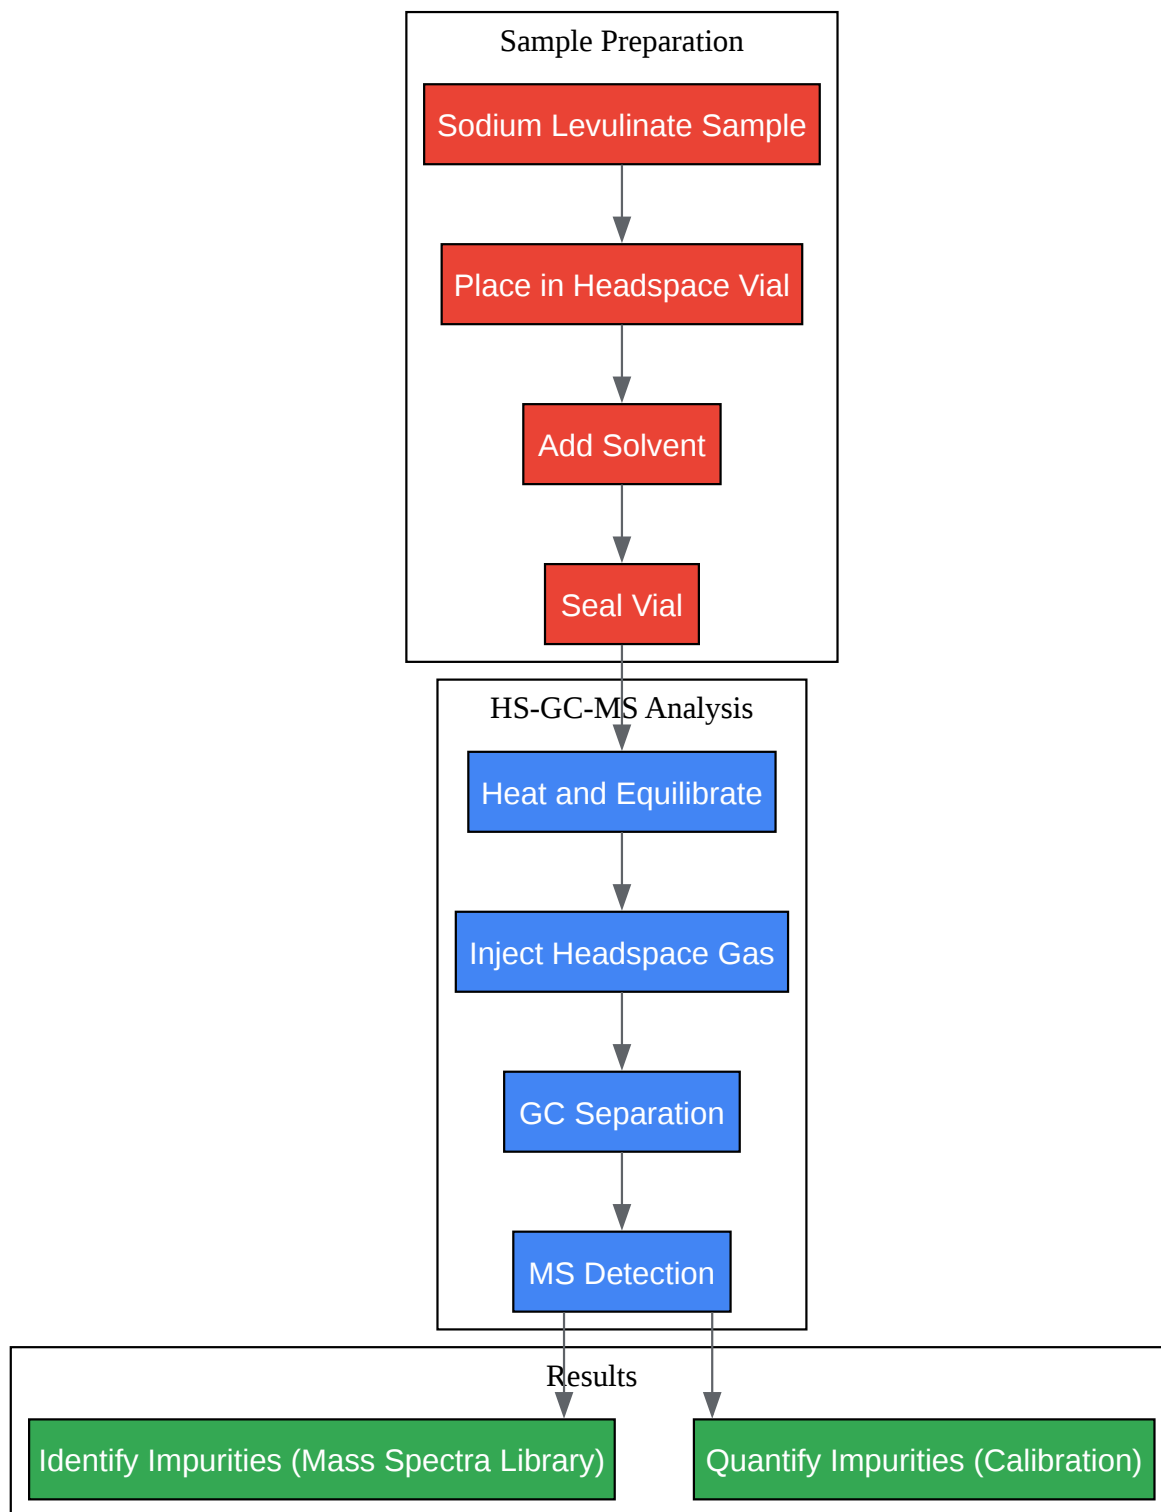 Sample Preparation
Sodium Levulinate Sample
Place in Headspace Vial
Add Solvent
Seal Vial
HS-GC-MS Analysis
Heat and Equilibrate
Inject Headspace Gas
GC Separation
MS Detection
Results
Identify Impurities (Mass Spectra Library)
Quantify Impurities (Calibration)